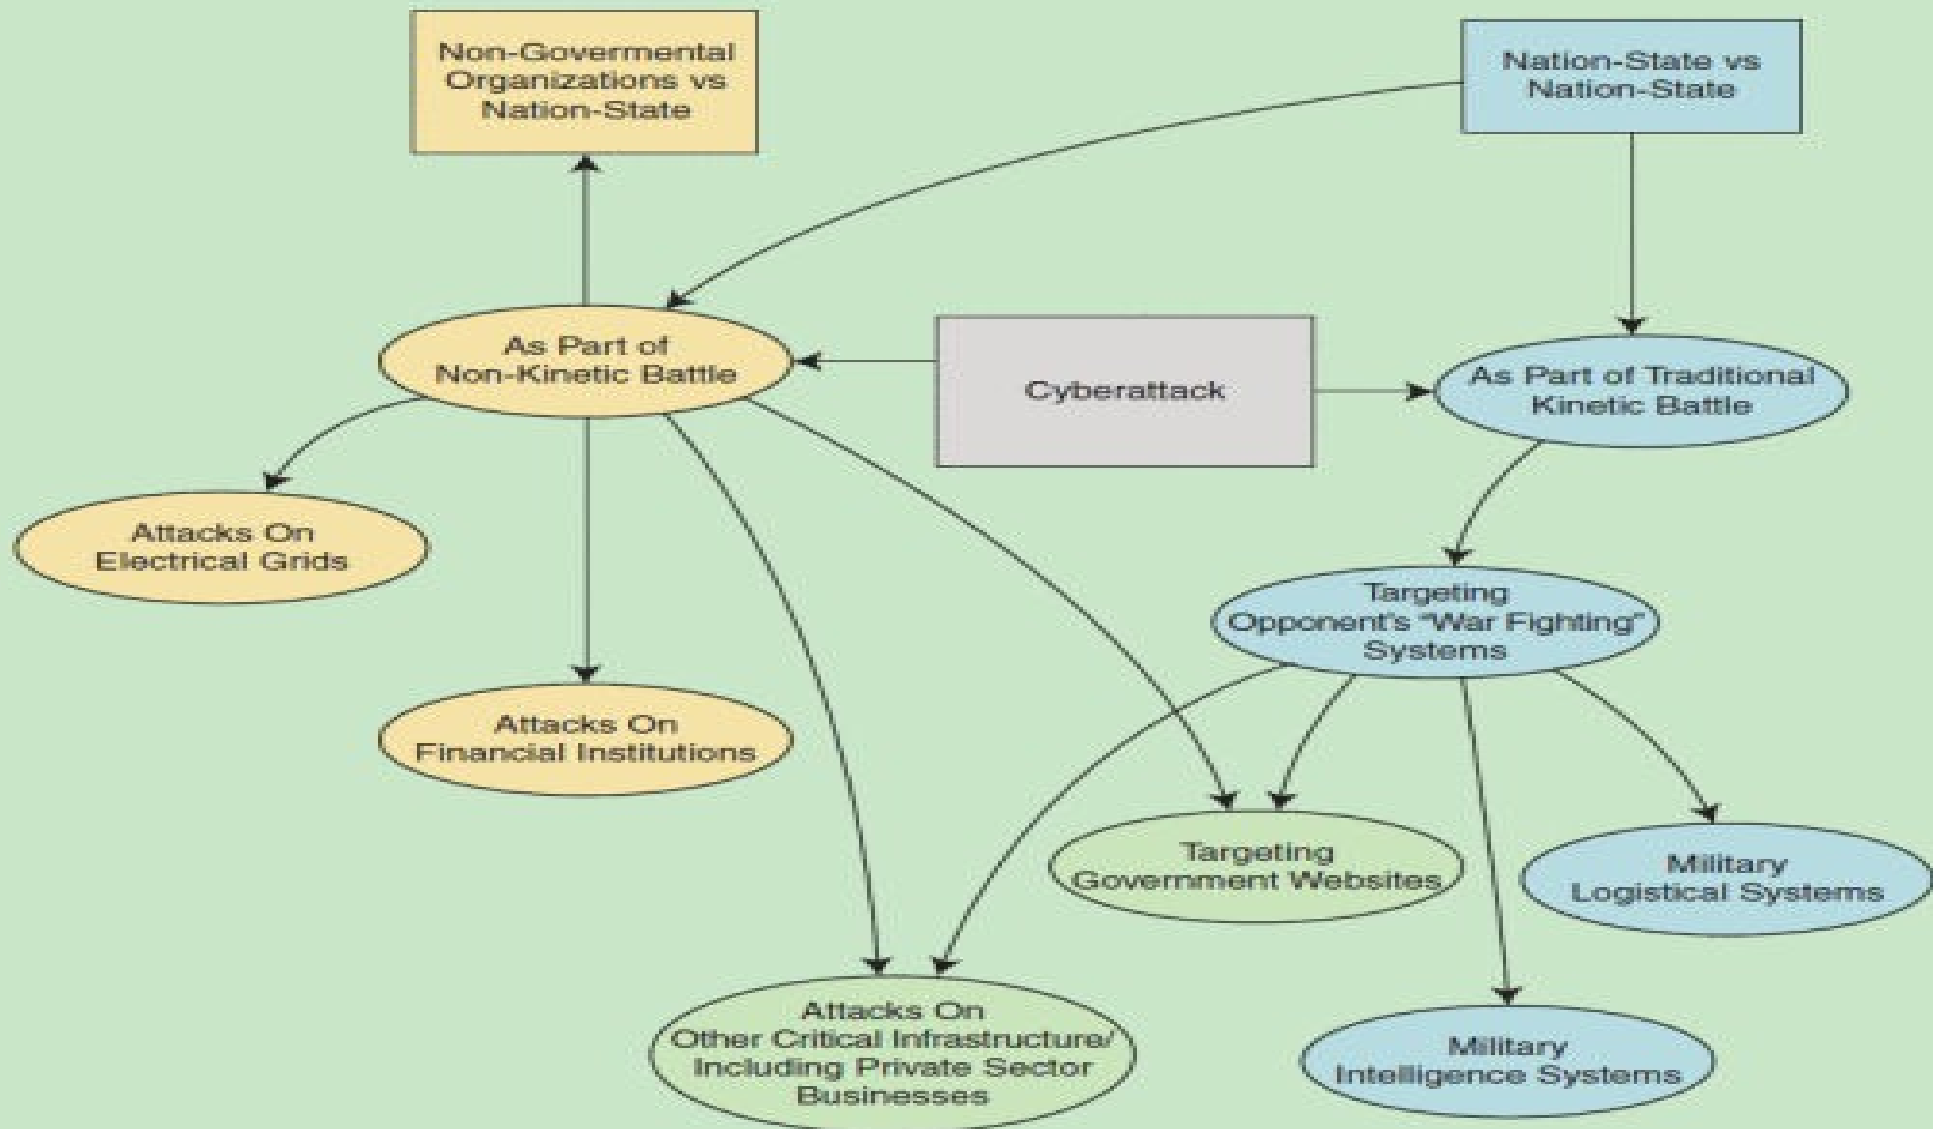 Non-Govermental
Organizations vs
Nation-State
Nation-State vs
Nation-State
As Part of
Non-Kinetic Battle
Cyberattack
As Part of Traditional
Kinetic Battle
Attacks On
Electrical Grids
Targeting
Opponent's "War Fighting"
Systems
Attacks On
Financial Institutions
Targeting
Government Websites
Military
Logistical Systems
Attacks On
Other Critical Infrastructure/
Including Private Sector
Businesses
Military
Intelligence Systems